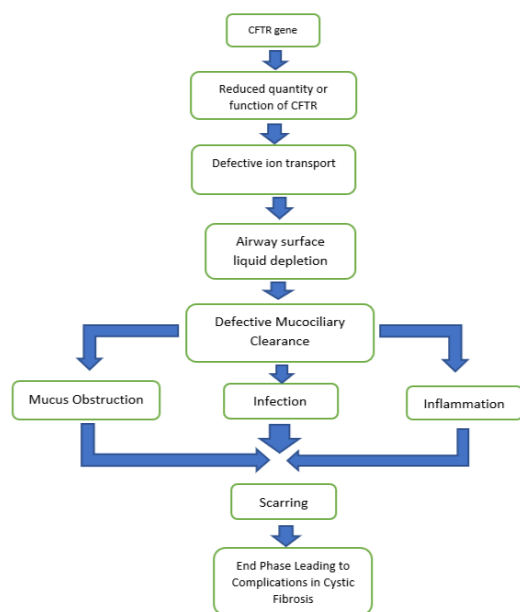 CFTR gene
Reduced quantity or
function of CFTR
Defective ion transport
Airway surface
liquid depletion
Defective Mucociliary
Clearance
Mucus Obstruction
Infection
Inflammation
Scarring
End Phase Leading to
Complications in Cystic
Fibrosis